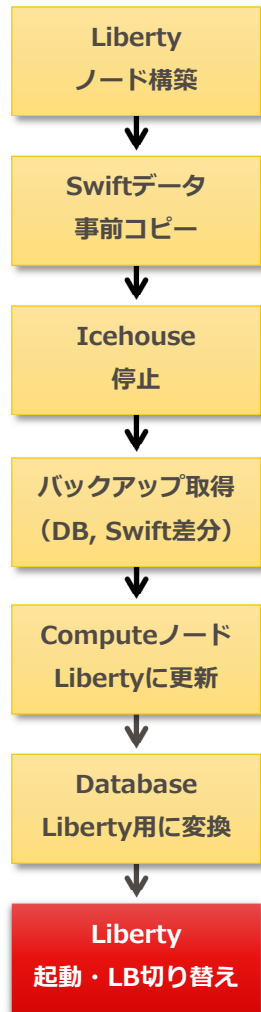 Liberty
ノード構築
Swiftデータ
事前コピー
Icehouse
停止
バックアップ取得
（DB, Swift差分）
Computeノード
Libertyに更新
Database
Liberty用に変換
Liberty
起動・LB切り替え